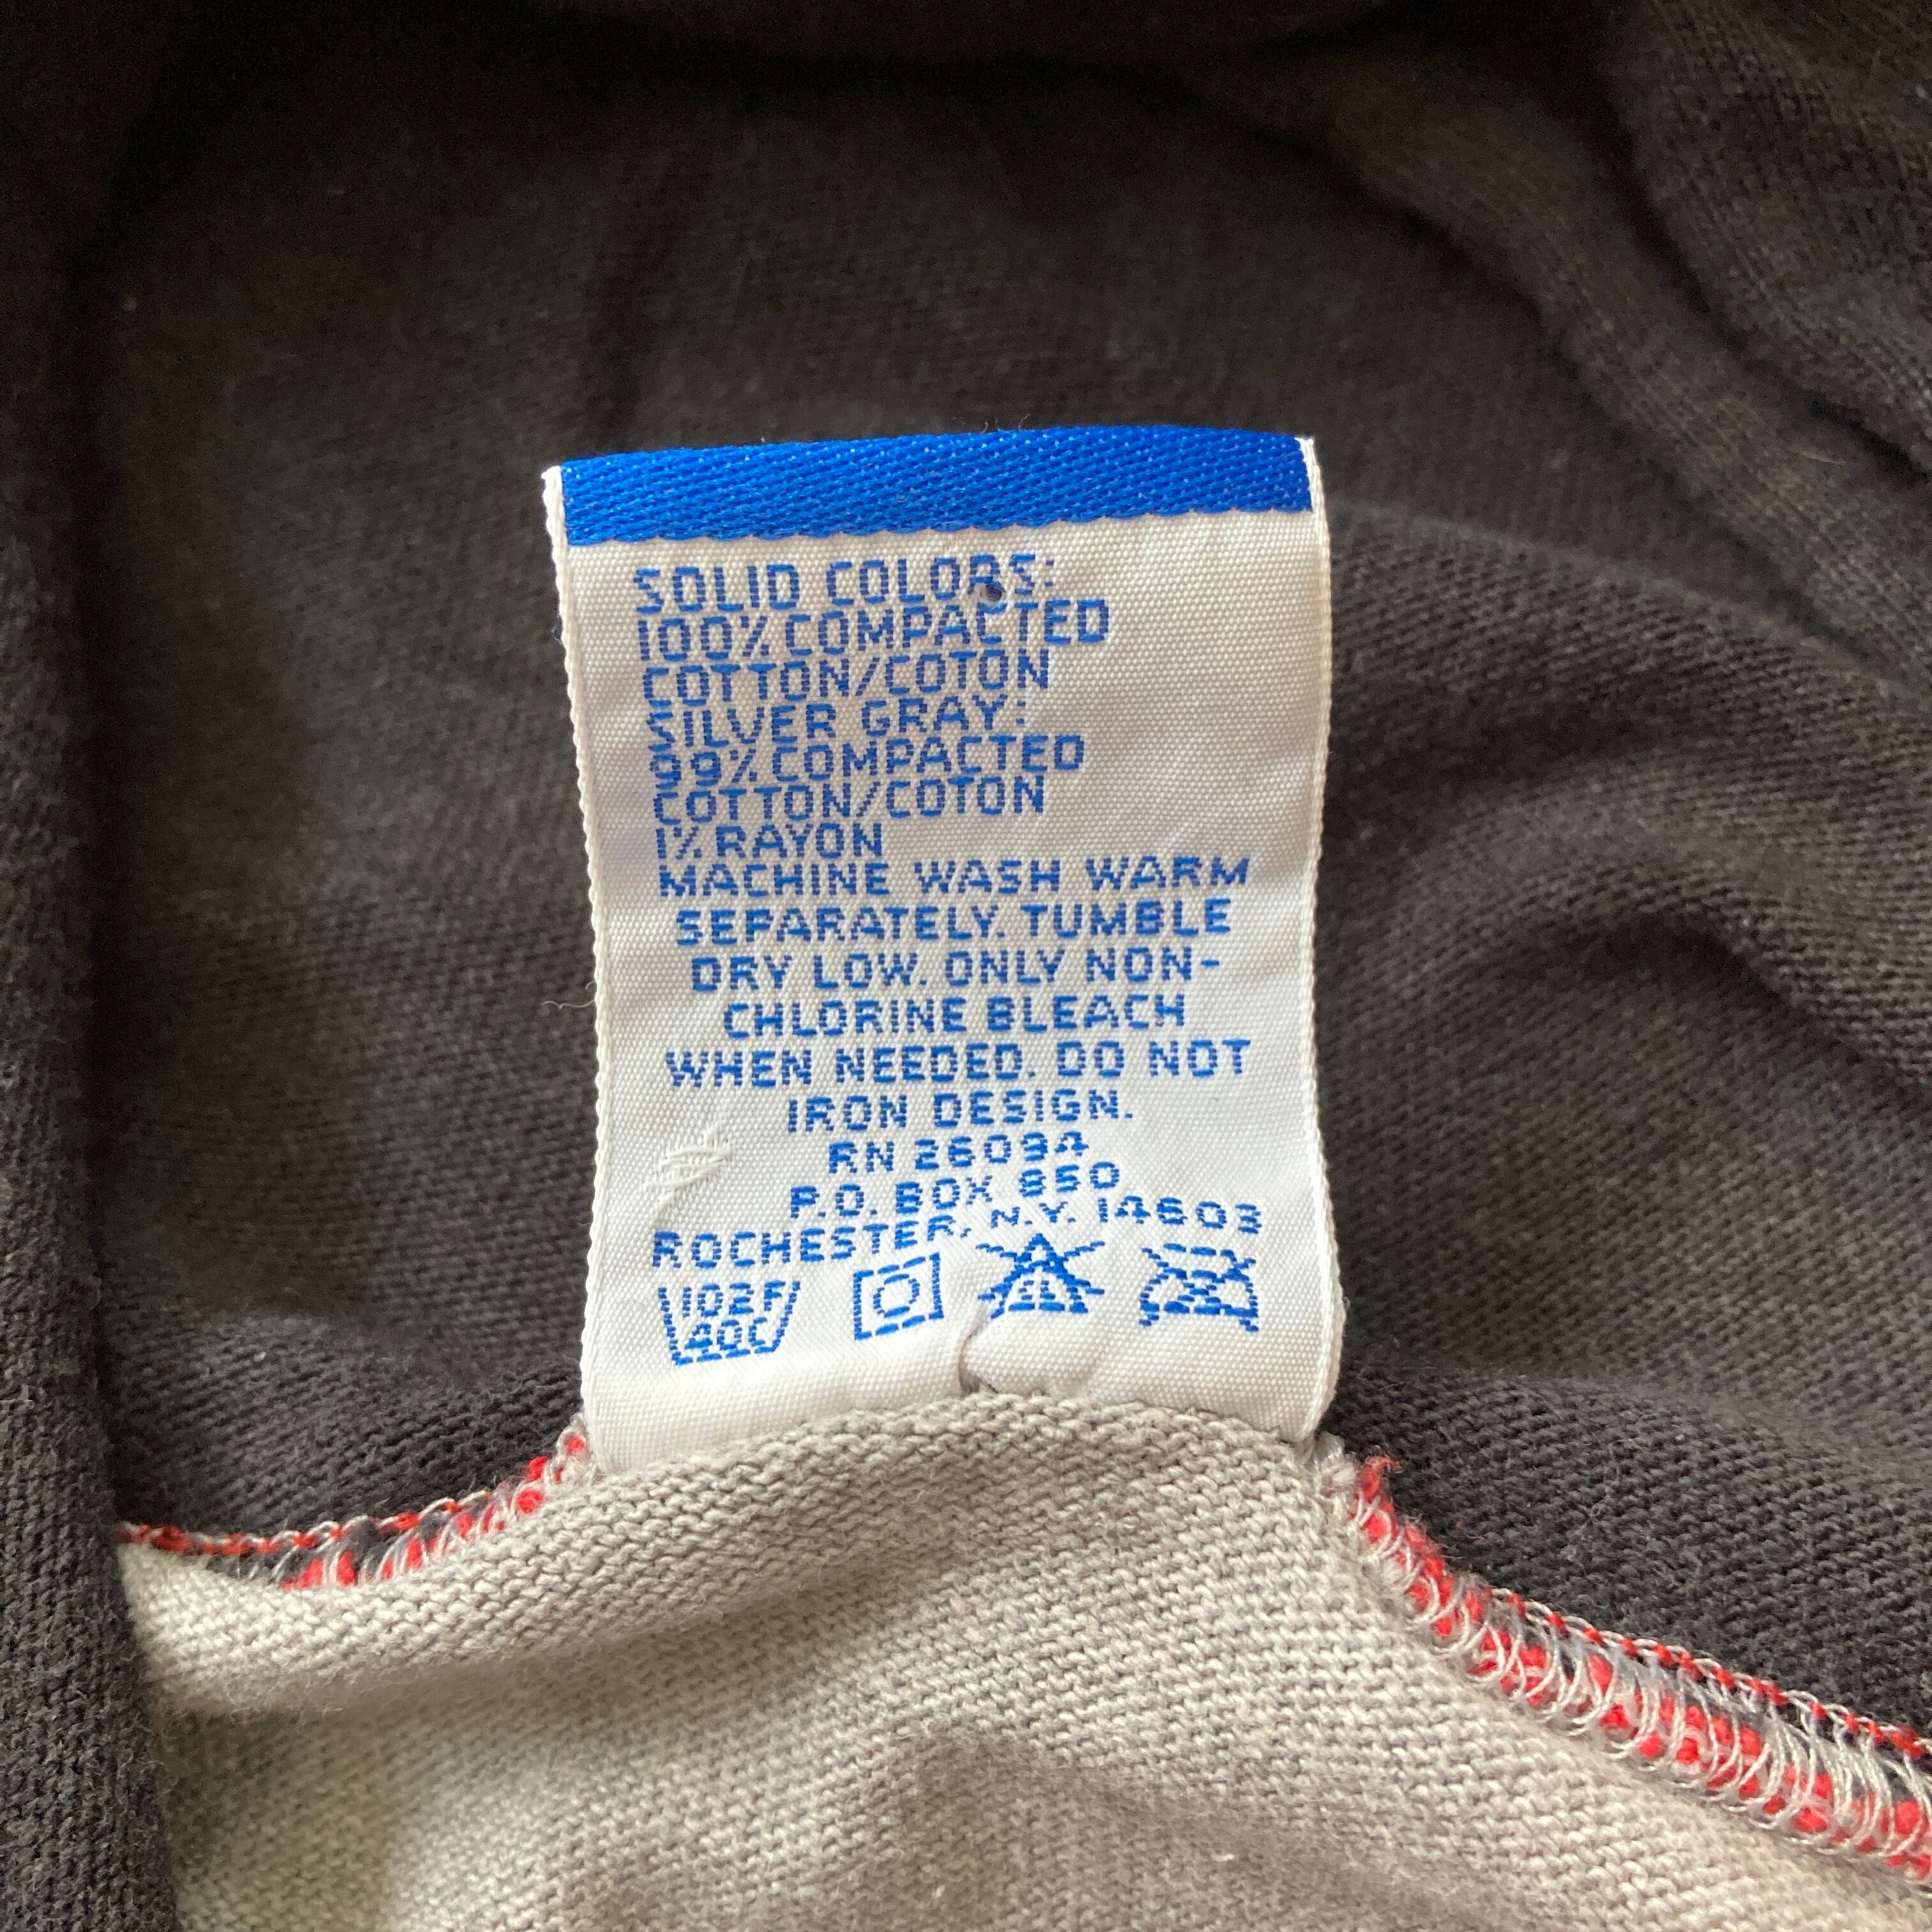 SOLID COLORS:
100% COMPACTED
COTTON/COTON
SILVER GRAY:
99% COMPACTED
COTTON/COTON
1% RAYON
MACHINE WASH WARM
SEPARATELY. TUMBLE
DRY LOW. ONLY NON-
CHLORINE BLEACH
WHEN NEEDED. DO NOT
IRON DESIGN.
RN 26094
P.O. BOX 850
ROCHESTER, N.Y. 14603
102F
40C